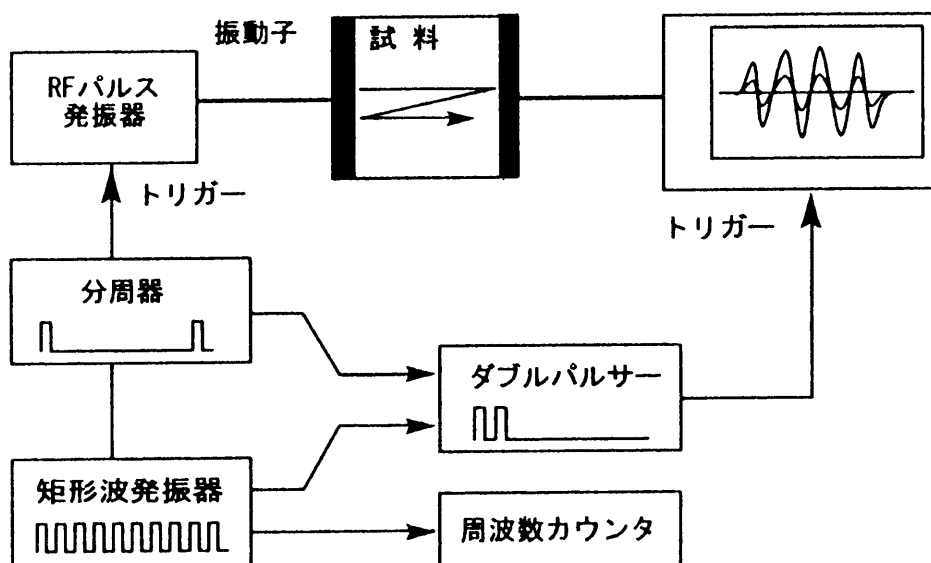 振動子
試料
RFパルス
発振器
トリガー
トリガー
分周器
ダブルパルサー
矩形波発振器
周波数カウンタ